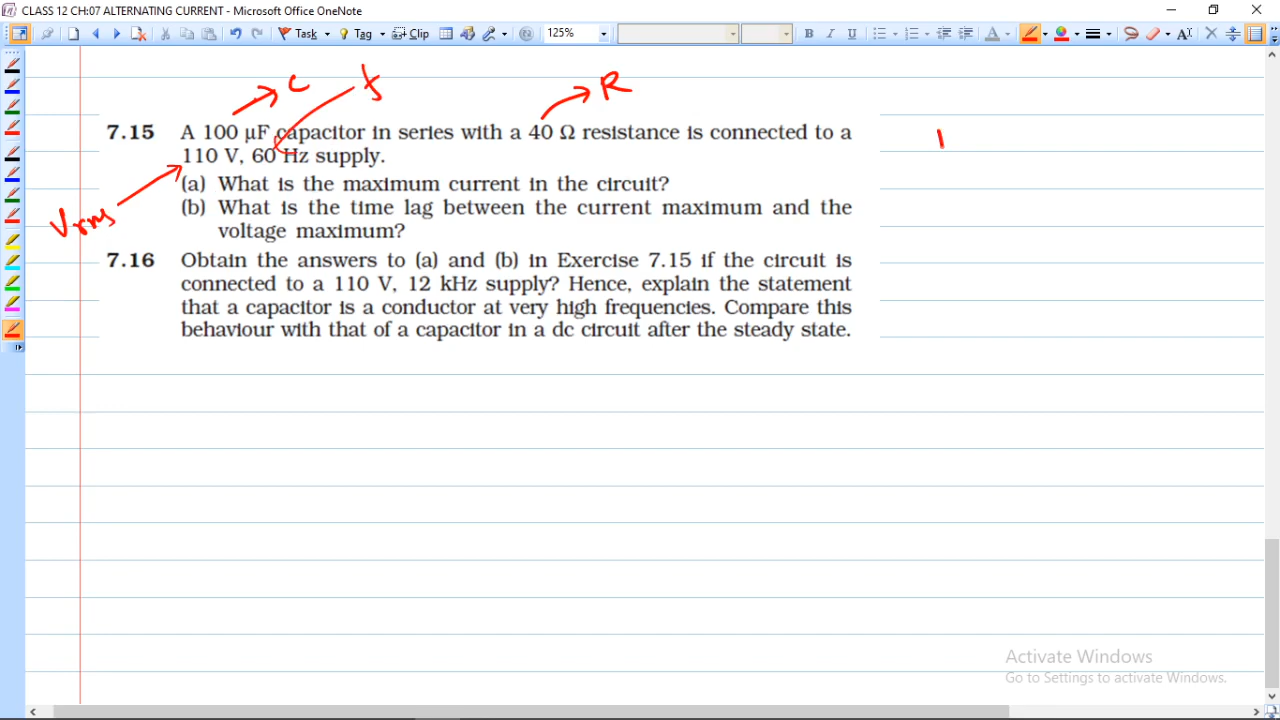 CLASS 12 CH:07 ALTERNATING CURRENT - Microsoft Office OneNote
Task Tag Clip 125% B I U A A
C f R
7.15 A 100 μF capacitor in series with a 40 Ω resistance is connected to a
110 V, 60 Hz supply.
(a) What is the maximum current in the circuit?
Vrms (b) What is the time lag between the current maximum and the
voltage maximum?
7.16 Obtain the answers to (a) and (b) in Exercise 7.15 if the circuit is
connected to a 110 V, 12 kHz supply? Hence, explain the statement
that a capacitor is a conductor at very high frequencies. Compare this
behaviour with that of a capacitor in a dc circuit after the steady state.
Activate Windows
Go to Settings to activate Windows.